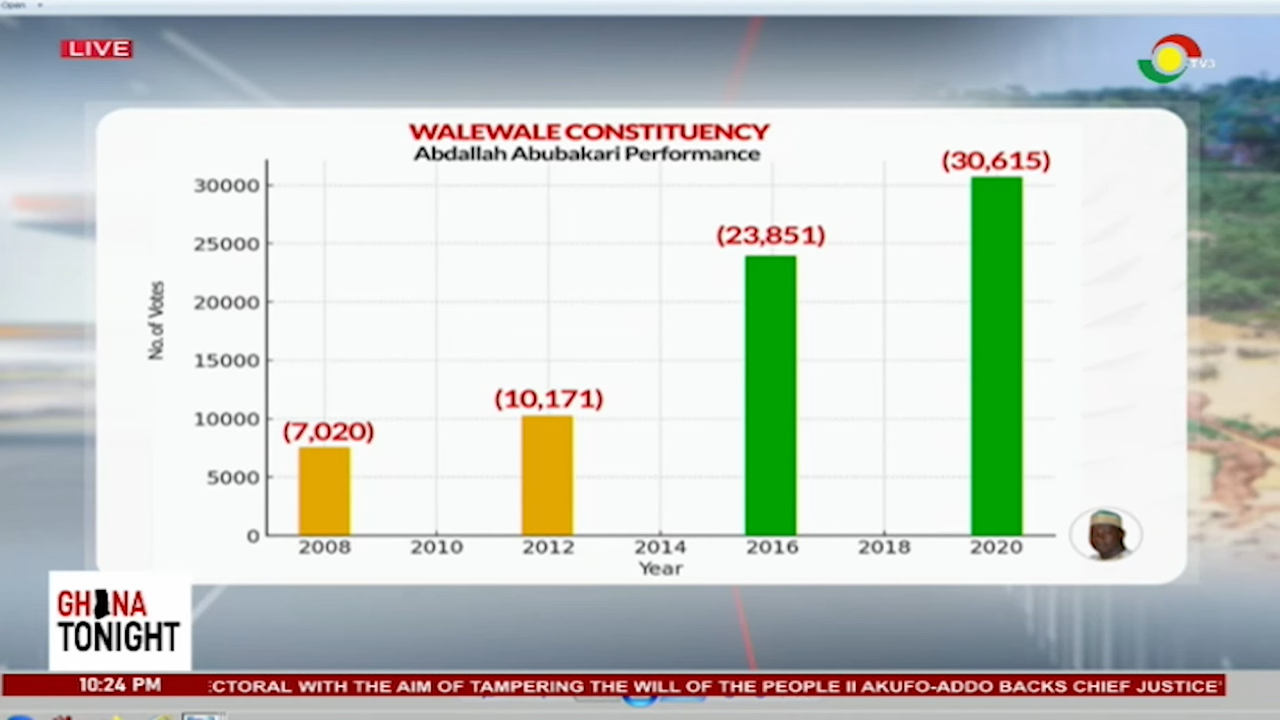 Open
LIVE
TV3
WALEWALE CONSTITUENCY
Abdallah Abubakari Performance
(30,615)
30000
(23,851)
25000
20000
No.of Votes
15000
(10,171)
10000
(7,020)
5000
0
2008 2010 2012 2014 2016 2018 2020
Year
GHANA
TONIGHT
10:24 PM
CTORAL WITH THE AIM OF TAMPERING THE WILL OF THE PEOPLE II AKUFO-ADDO BACKS CHIEF JUSTICE'